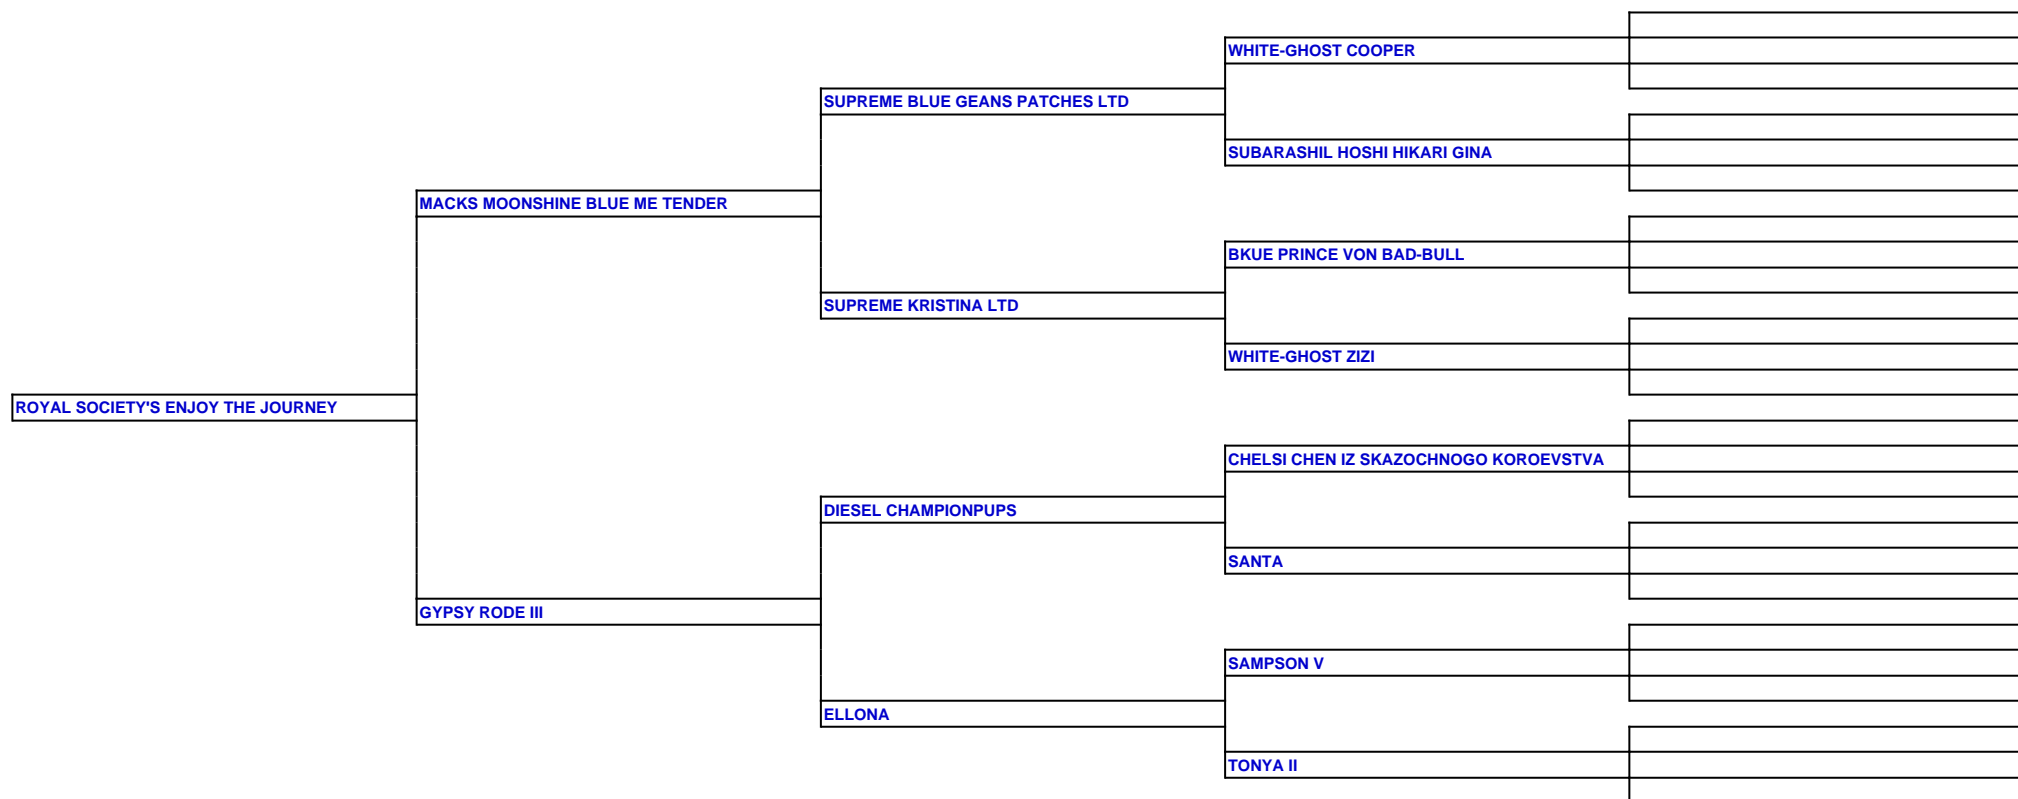 WHITE-GHOST COOPER
SUPREME BLUE GEANS PATCHES LTD
SUBARASHIL HOSHI HIKARI GINA
MACKS MOONSHINE BLUE ME TENDER
BKUE PRINCE VON BAD-BULL
SUPREME KRISTINA LTD
WHITE-GHOST ZIZI
ROYAL SOCIETY'S ENJOY THE JOURNEY
CHELSI CHEN IZ SKAZOCHNOGO KOROEVSTVA
DIESEL CHAMPIONPUPS
SANTA
GYPSY RODE III
SAMPSON V
ELLONA
TONYA II